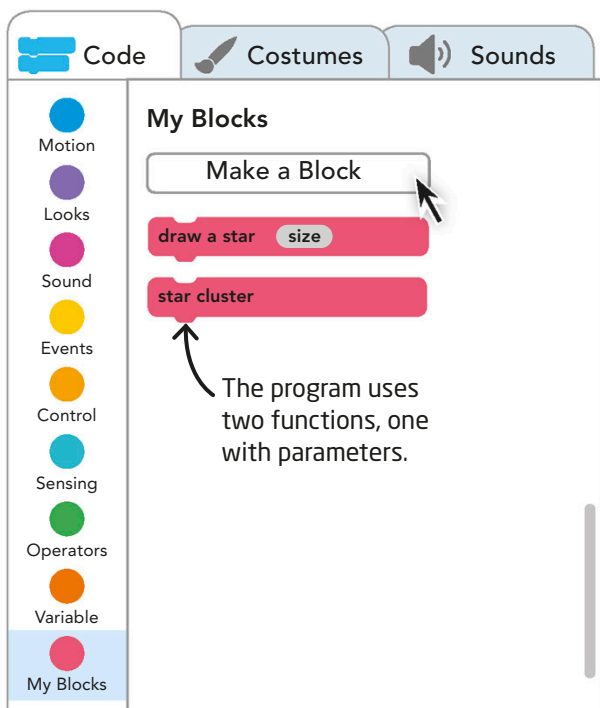 Code
Costumes
Sounds
Motion
Looks
Sound
Events
Control
Sensing
Operators
Variable
My Blocks
My Blocks
Make a Block
draw a star size
star cluster
The program uses
two functions, one
with parameters.